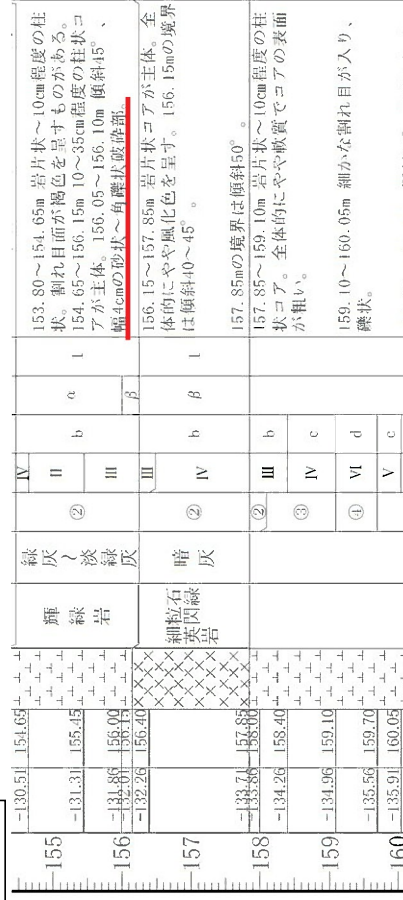 153.80～154.65m 岩片状～10cm程度の柱
状。割れ目面が褐色を呈すものがある。
154.65～156.15m 10～35cm程度の柱状コ
アが主体。156.05～156.10m 傾斜45°、
幅4cmの砂状～角礫状破砕部。
156.15～157.85m 岩片状コアが主体。全
体的にやや風化色を呈す。156.15mの境界
は傾斜40～45°。
157.85mの境界は傾斜50°。
157.85～159.10m 岩片状～10cm程度の柱
状コア。全体的にやや軟質でコアの表面
が粗い。
159.10～160.05m 細かな割れ目が入り、
礫状。
1
1
α
β
β
b
b
b
c
d
c
IV
II
III
III
IV
III
IV
VI
V
②
②
②
③
④
緑灰～淡緑灰
暗灰
輝緑岩
細粒石
英閃緑
岩
154.65
155.45
156.00
156.15
156.40
157.85
158.00
158.40
159.10
159.70
160.05
-130.51
-131.31
-131.86
-132.01
-132.26
-133.71
-133.86
-134.26
-134.96
-135.56
-135.91
155
156
157
158
159
160